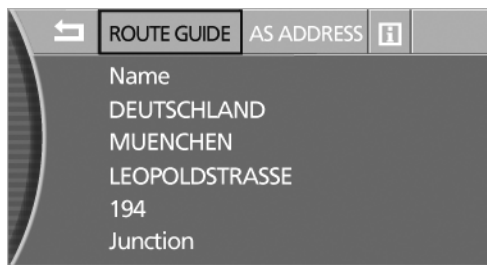 ROUTE GUIDE AS ADDRESS i
Name
DEUTSCHLAND
MUENCHEN
LEOPOLDSTRASSE
194
Junction